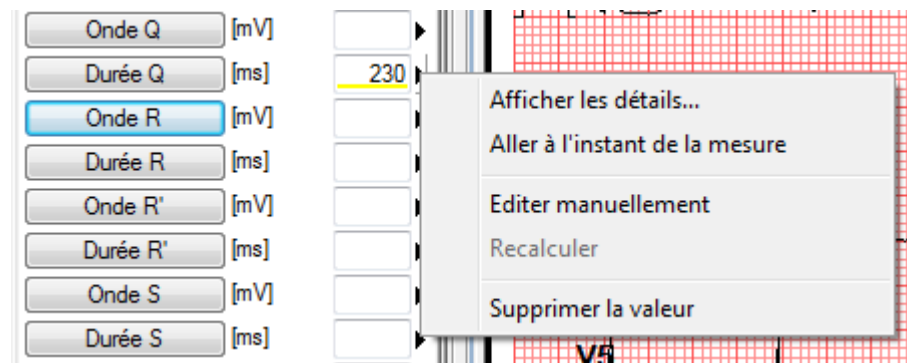 Onde Q [mV]
Durée Q [ms] 230
Onde R [mV]
Durée R [ms]
Onde R' [mV]
Durée R' [ms]
Onde S [mV]
Durée S [ms]
Afficher les détails...
Aller à l'instant de la mesure
Editer manuellement
Recalculer
Supprimer la valeur
V5